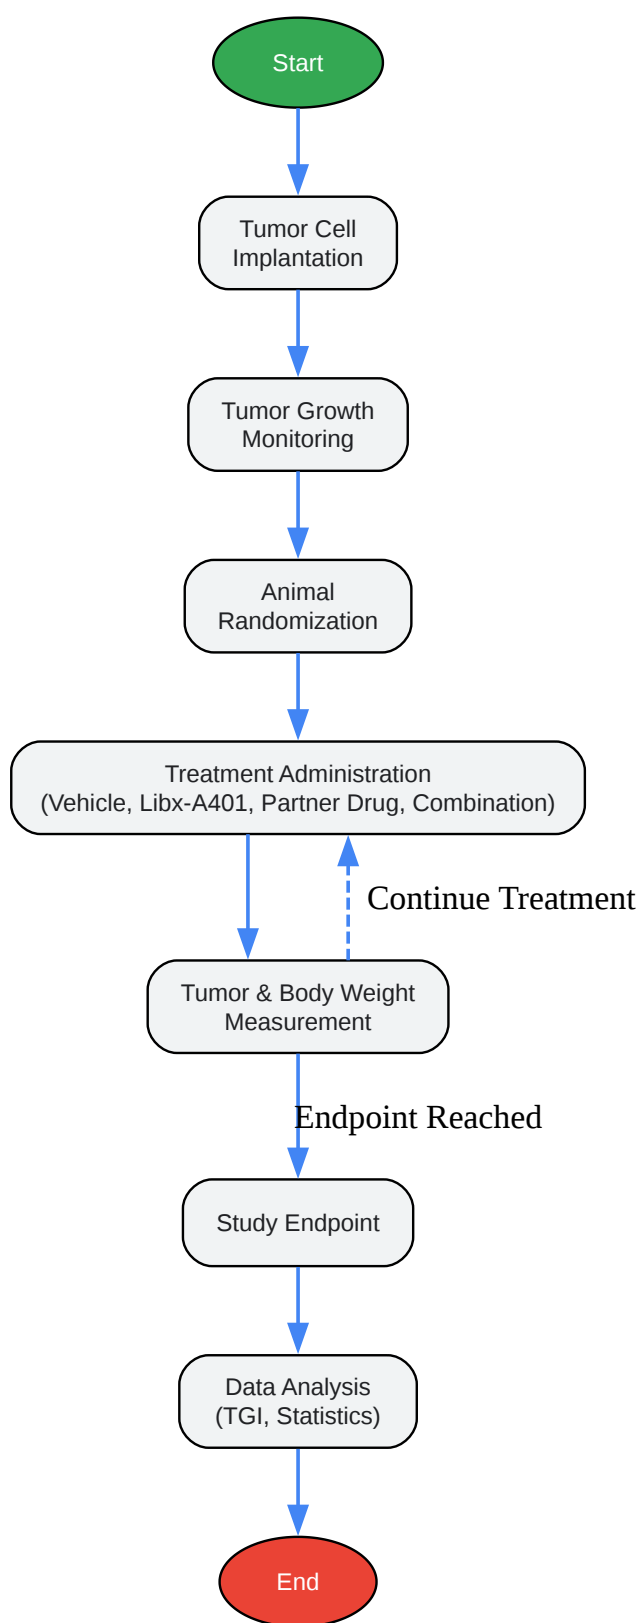 Start
Tumor Cell
Implantation
Tumor Growth
Monitoring
Animal
Randomization
Treatment Administration
(Vehicle, Libx-A401, Partner Drug, Combination)
Continue Treatment
Tumor & Body Weight
Measurement
Endpoint Reached
Study Endpoint
Data Analysis
(TGI, Statistics)
End